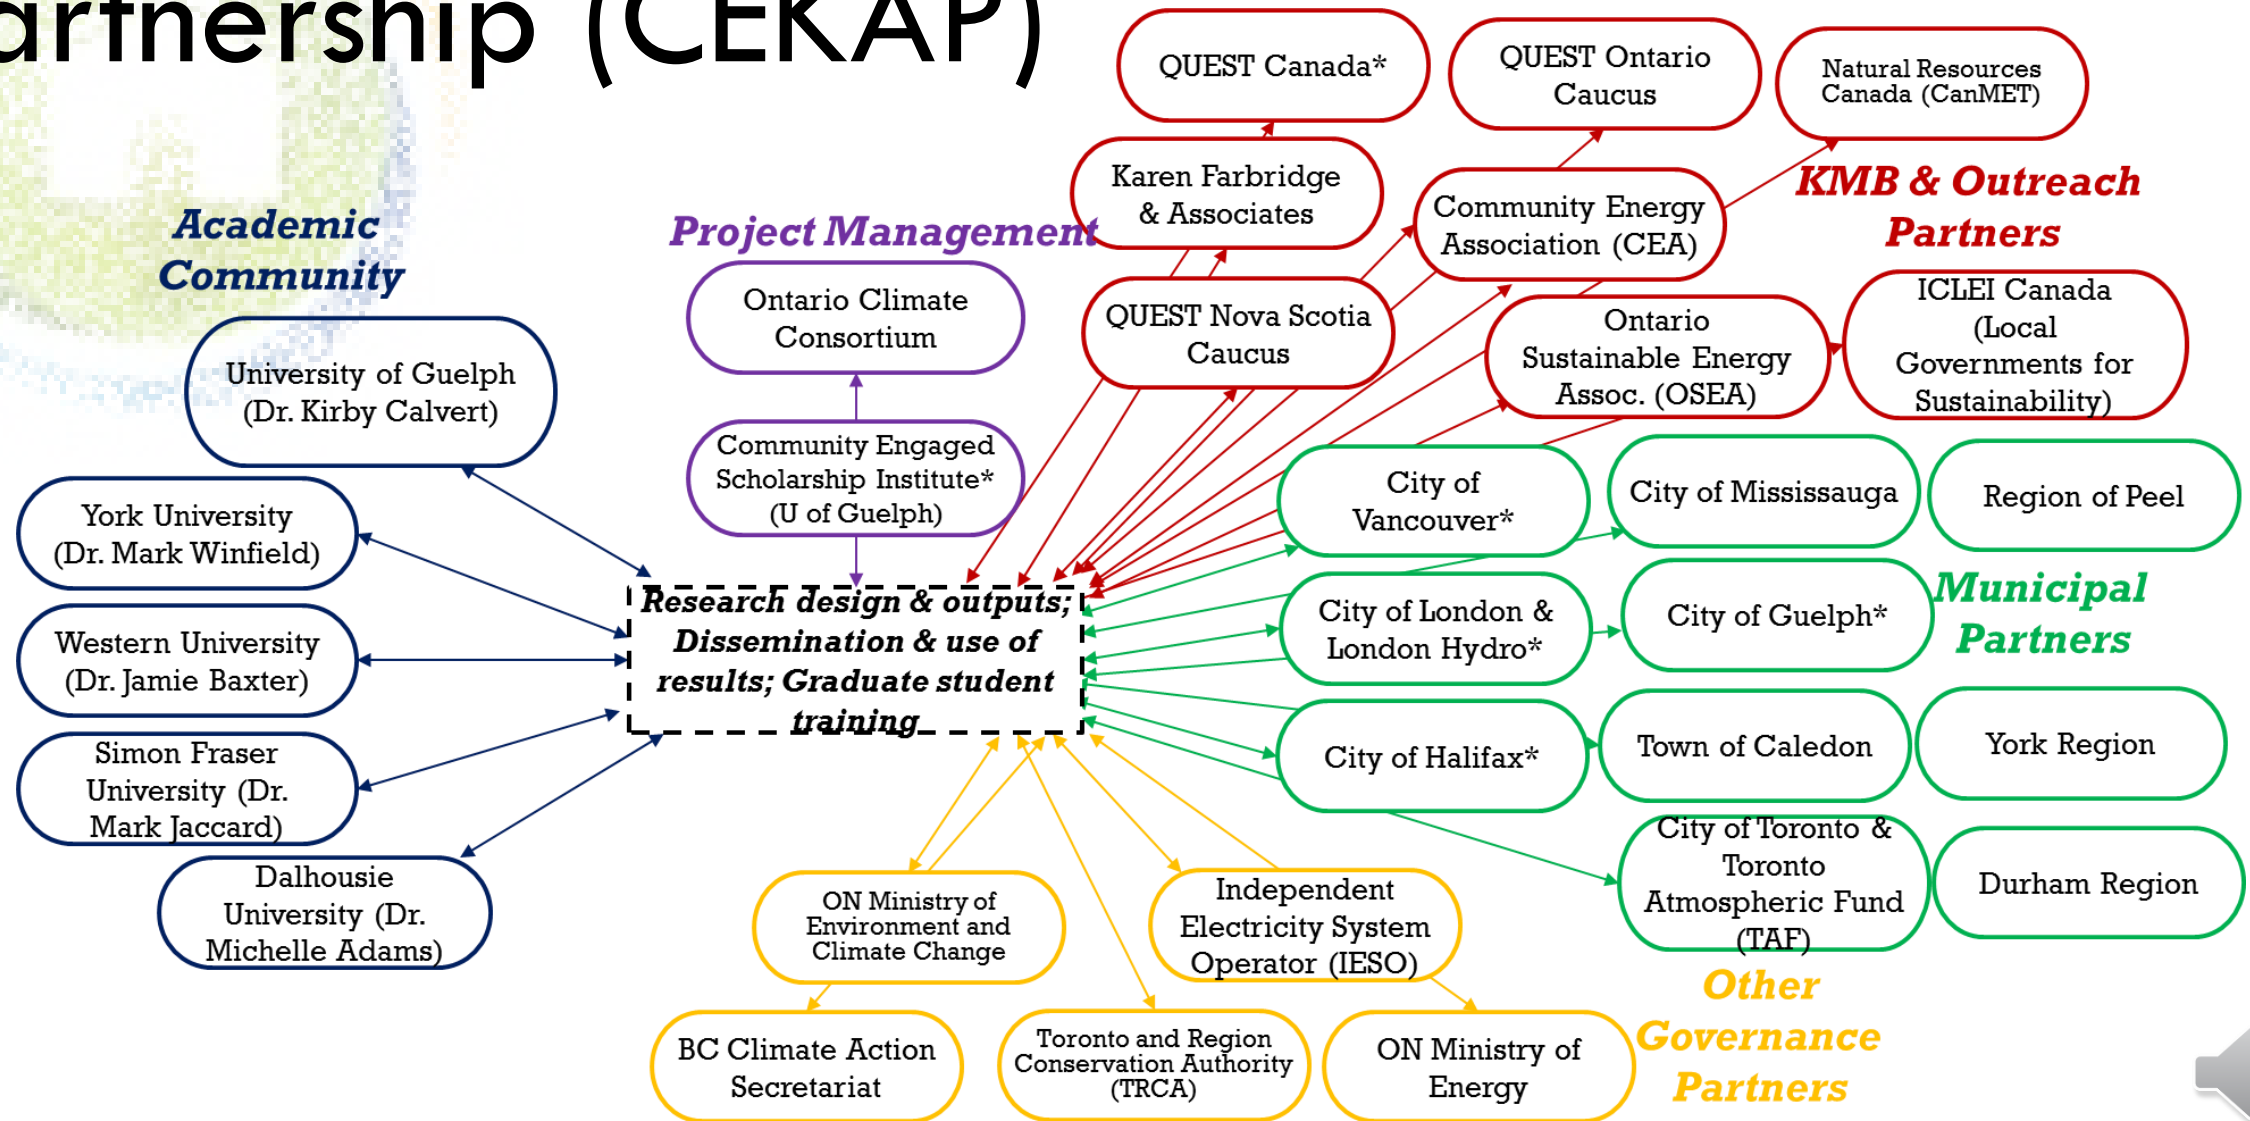 artnership (CEKAP)
QUEST Canada*
QUEST Ontario
Caucus
Natural Resources
Canada (CanMET)
Karen Farbridge
& Associates
Community Energy
Association (CEA)
KMB & Outreach
Partners
Academic
Community
Project Management
Ontario Climate
Consortium
QUEST Nova Scotia
Caucus
Ontario
Sustainable Energy
Assoc. (OSEA)
ICLEI Canada
(Local
Governments for
Sustainability)
University of Guelph
(Dr. Kirby Calvert)
Community Engaged
Scholarship Institute*
(U of Guelph)
City of
Vancouver*
City of Mississauga
Region of Peel
York University
(Dr. Mark Winfield)
Research design & outputs;
Dissemination & use of
results; Graduate student
training
City of London &
London Hydro*
City of Guelph*
Municipal
Partners
Western University
(Dr. Jamie Baxter)
Simon Fraser
University (Dr.
Mark Jaccard)
City of Halifax*
Town of Caledon
York Region
Dalhousie
University (Dr.
Michelle Adams)
ON Ministry of
Environment and
Climate Change
Independent
Electricity System
Operator (IESO)
City of Toronto &
Toronto
Atmospheric Fund
(TAF)
Durham Region
BC Climate Action
Secretariat
Toronto and Region
Conservation Authority
(TRCA)
ON Ministry of
Energy
Other
Governance
Partners